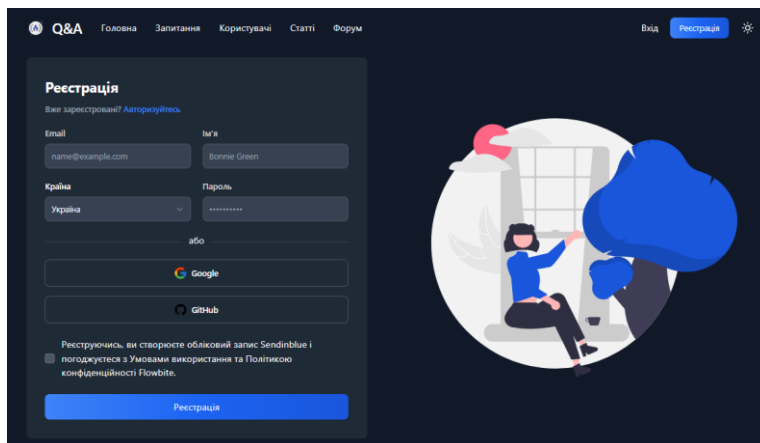 Q&A Головна Запитання Користувачі Статті Форум Вхід Реєстрація
Реєстрація
Вже зареєстровані? Авторизуйтесь
Email Ім'я
name@example.com Bonnie Green
Країна Пароль
Україна ••••••••••
або
Google
GitHub
Реєструючись, ви створюєте обліковий запис Sendinblue і
погоджуєтеся з Умовами використання та Політикою
конфіденційності Flowbite.
Реєстрація